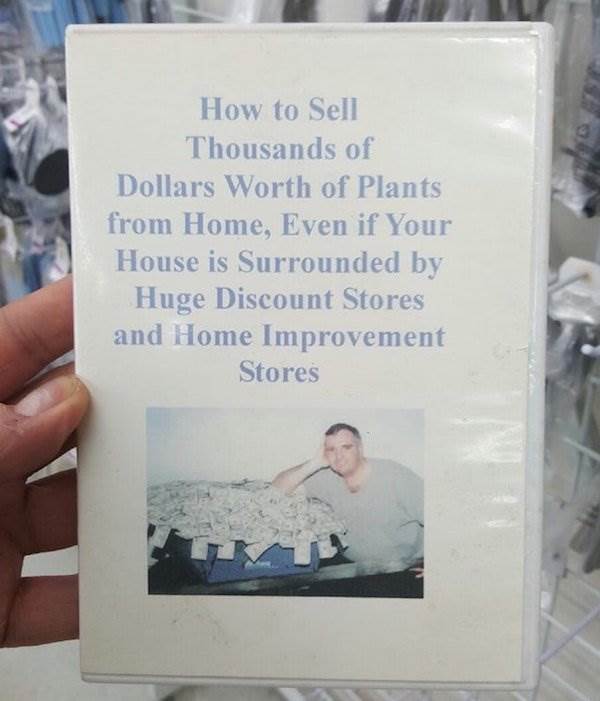 How to Sell
Thousands of
Dollars Worth of Plants
from Home, Even if Your
House is Surrounded by
Huge Discount Stores
and Home Improvement
Stores